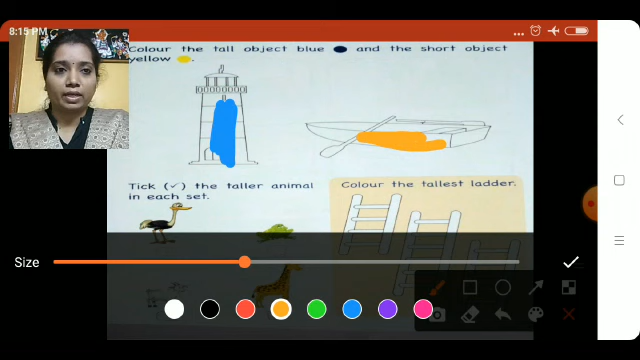 8:15 PM
Colour the tall object blue and the short object
yellow .
Tick (✓) the taller animal
in each set.
Colour the tallest ladder.
Size